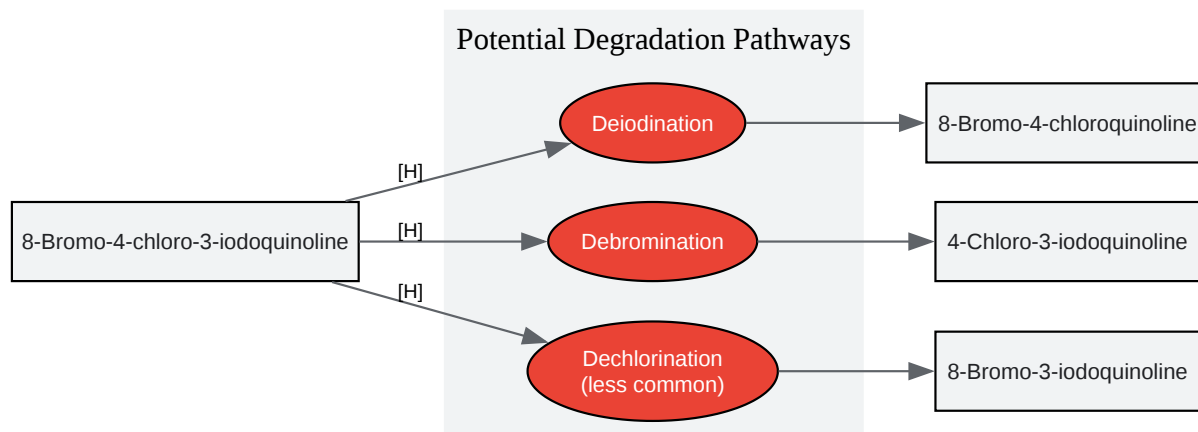 Potential Degradation Pathways
Deiodination
8-Bromo-4-chloroquinoline
[H]
8-Bromo-4-chloro-3-iodoquinoline
[H]
Debromination
4-Chloro-3-iodoquinoline
[H]
Dechlorination
(less common)
8-Bromo-3-iodoquinoline